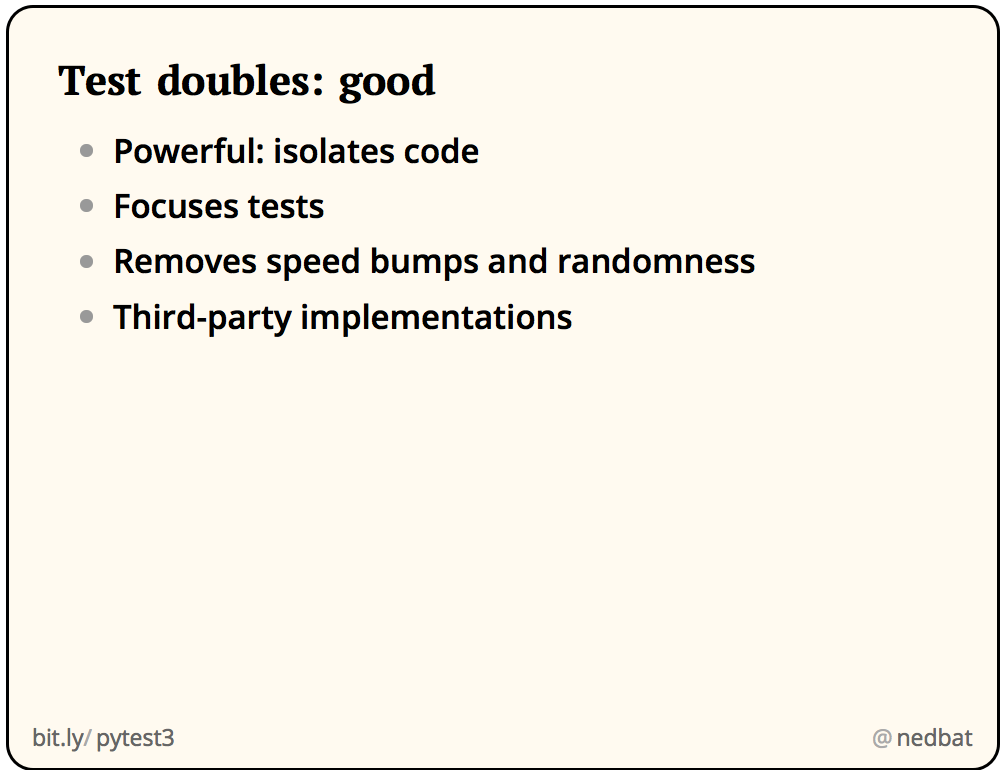 Test doubles: good
Powerful: isolates code
Focuses tests
Removes speed bumps and randomness
Third-party implementations
bit.ly/ pytest3
@ nedbat